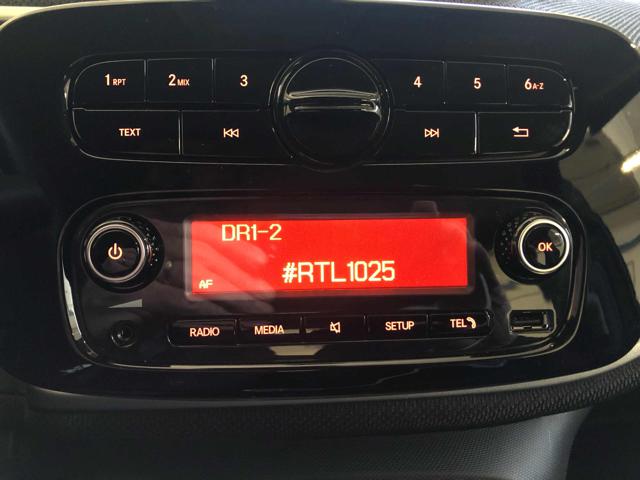 1 RPT 2 MIX 3 4 5 6 A-Z
TEXT
DR1-2
#RTL1025
AF
OK
RADIO MEDIA SETUP TEL